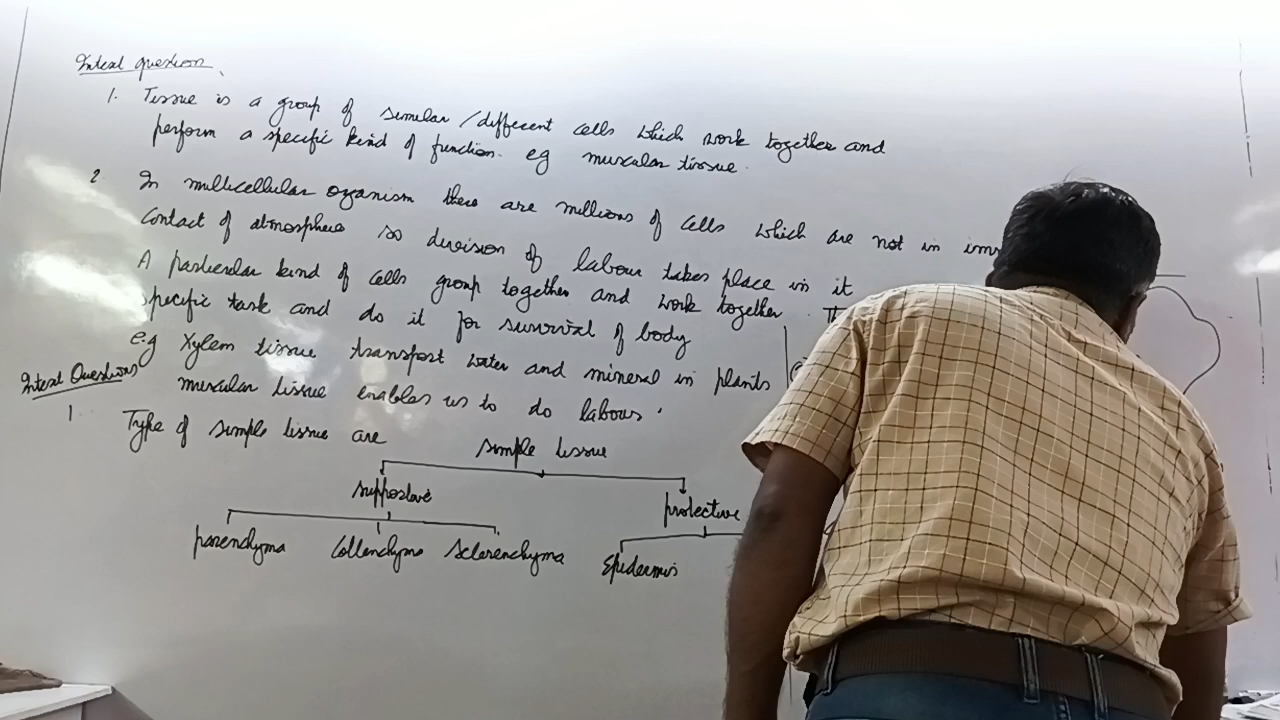 Intext question
1. Tissue is a group of similar/different cells which work together and
perform a specific kind of function. eg muscular tissue.
2 In multicellular organism there are millions of cells which are not in
contact of atmosphere so division of labour takes place in it
A particular kind of cells group together and work together.
specific task and do it for survival of body
e.g Xylem tissue transport water and mineral in plants
muscular tissue enables us to do labour.
Intext Question
1. Type of simple tissue are
simple tissue
supportive protective
parenchyma Collenchyma Sclerenchyma Epidermis